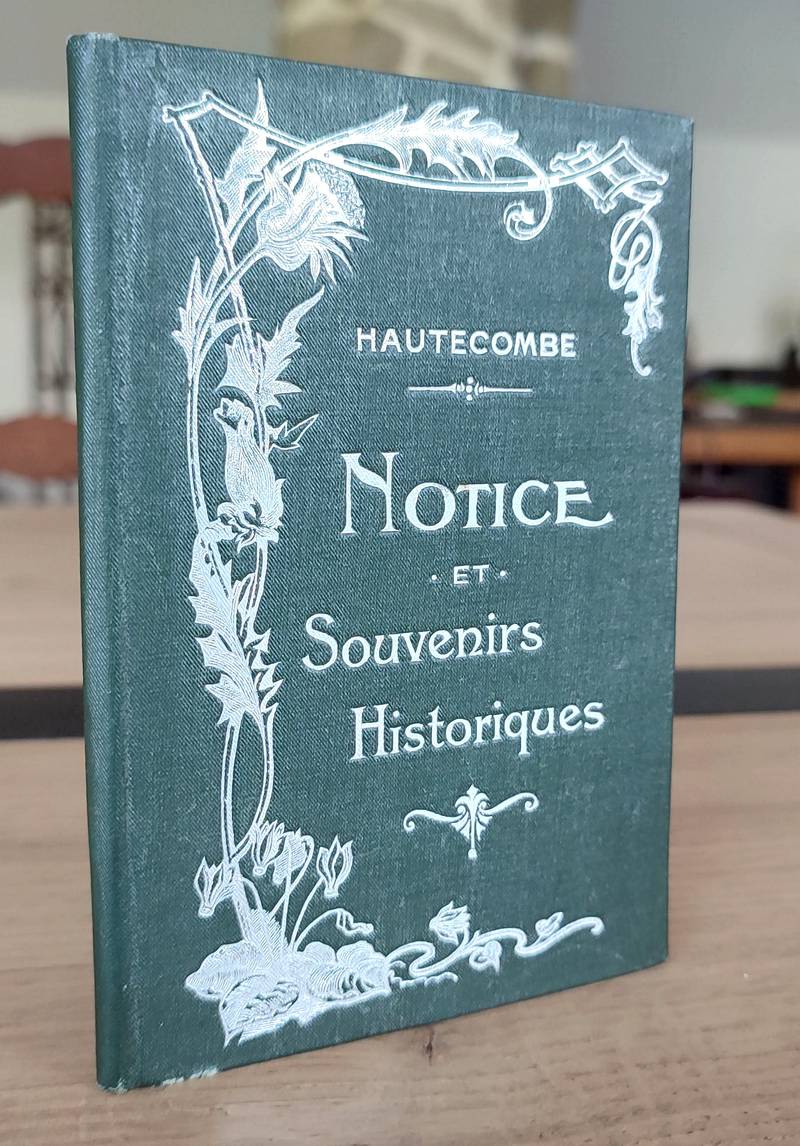 HAUTECOMBE
NOTICE
· ET ·
Souvenirs
Historiques